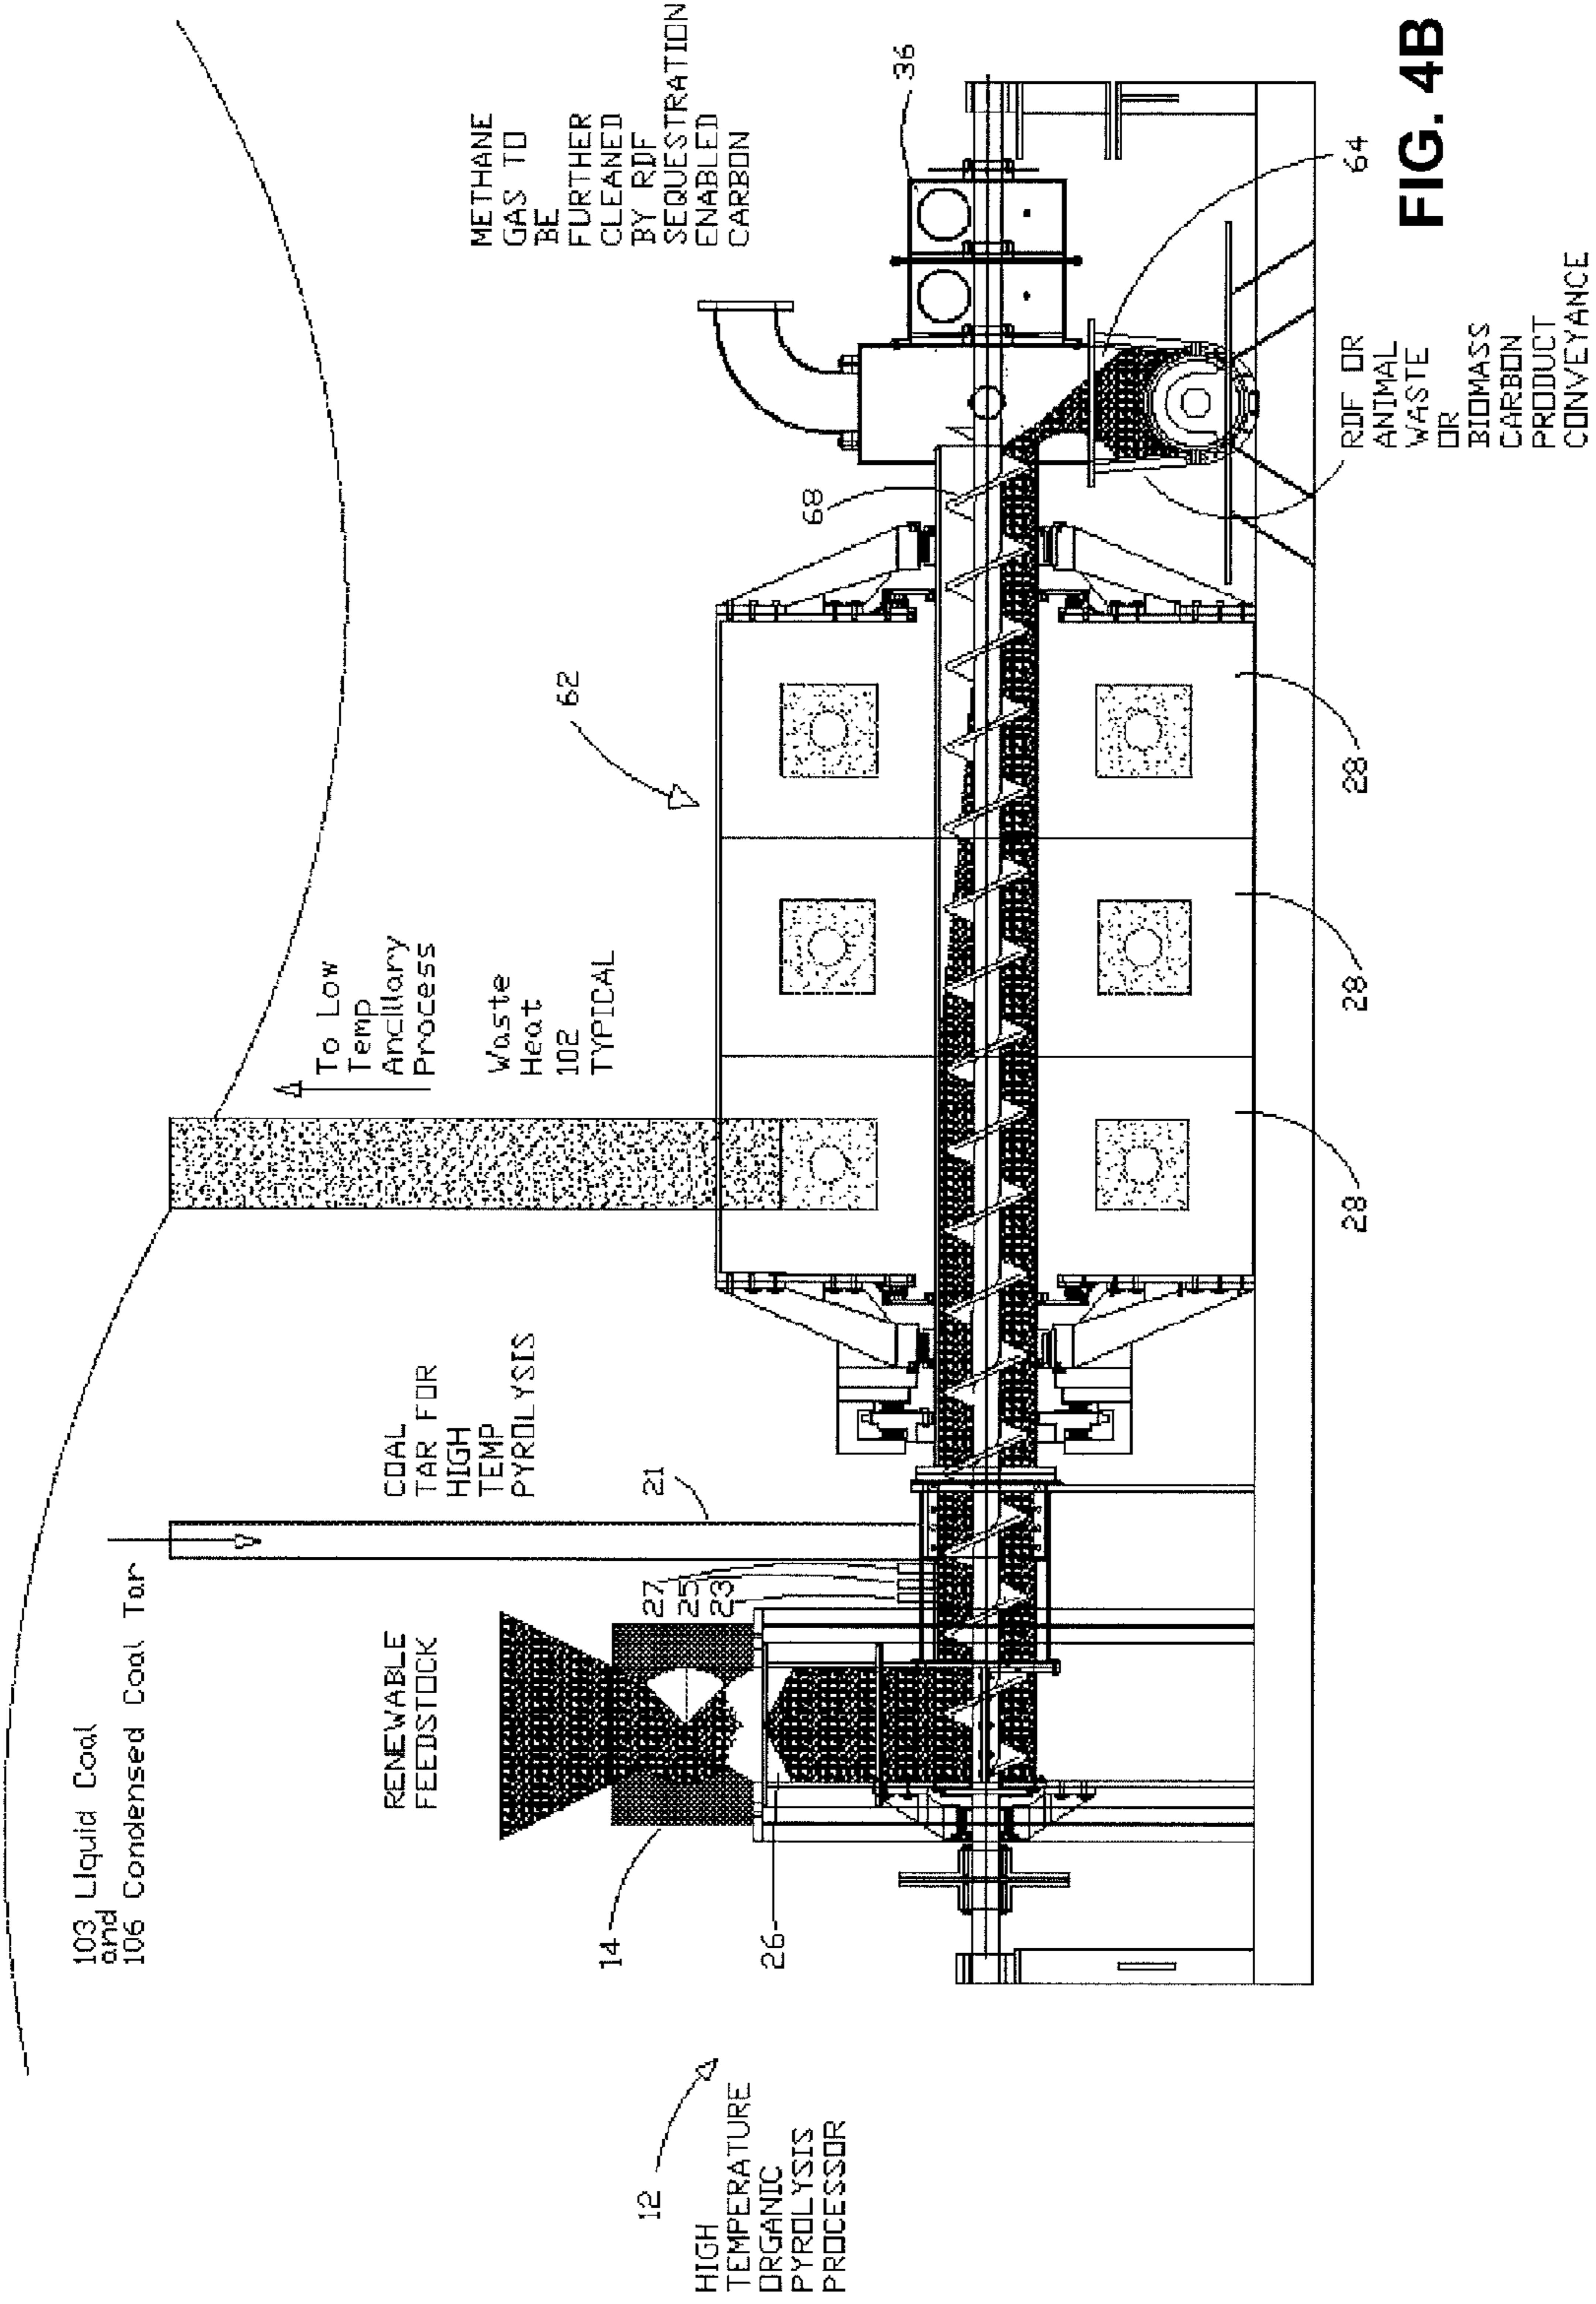 103 Liquid Coal
and
106 Condensed Coal Tar
RENEWABLE
FEEDSTOCK
COAL
TAR FOR
HIGH
TEMP
PYROLYSIS
To Low
Temp
Ancillary
Process
Waste
Heat
102
TYPICAL
METHANE
GAS TO
BE
FURTHER
CLEANED
BY RDF
SEQUESTRATION
ENABLED
CARBON
12
HIGH
TEMPERATURE
ORGANIC
PYROLYSIS
PROCESSOR
14
26
27
25
23
21
62
68
36
28
28
28
64
RDF OR
ANIMAL
WASTE
OR
BIOMASS
CARBON
PRODUCT
CONVEYANCE
FIG. 4B